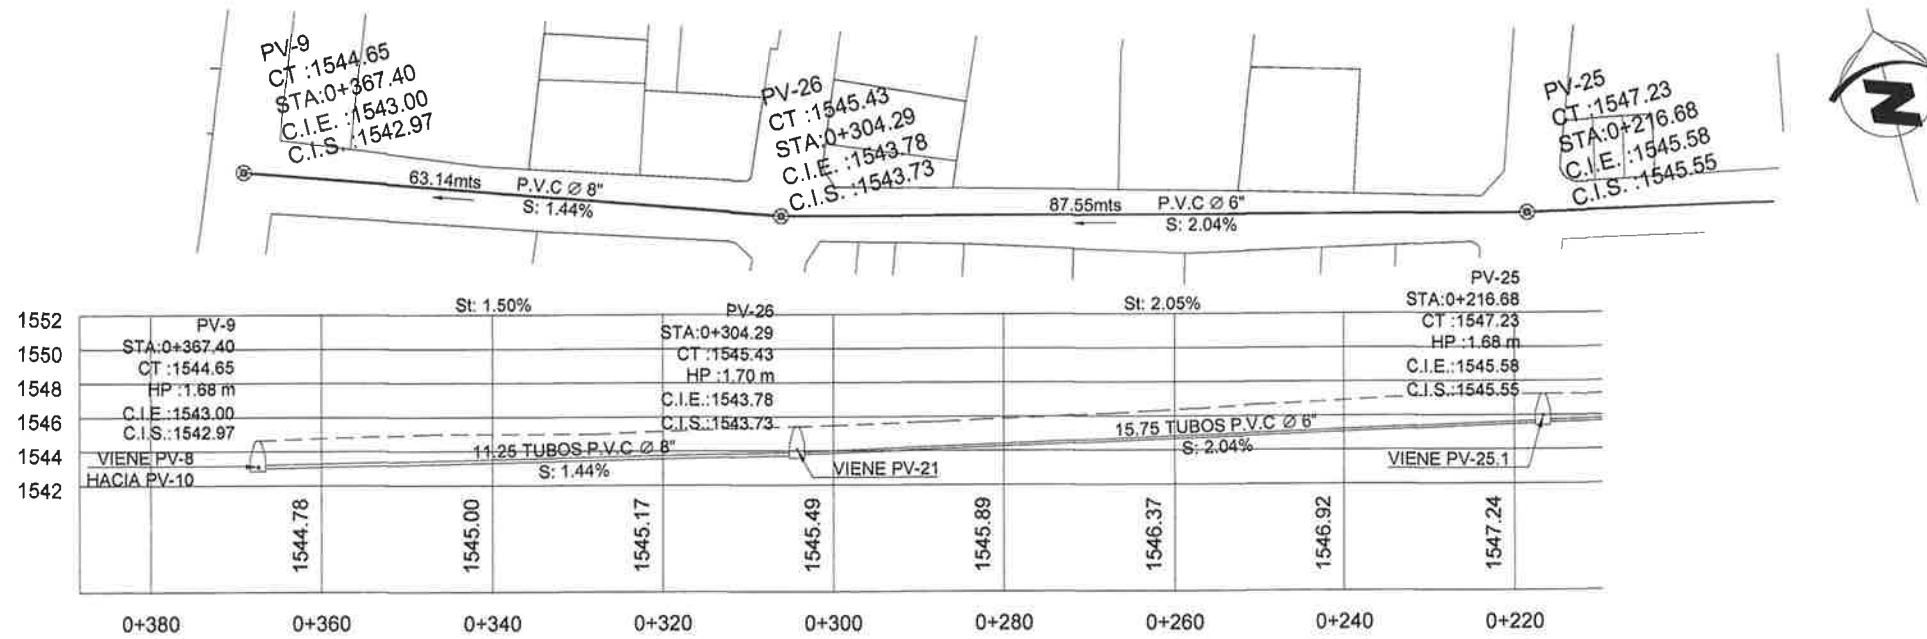 PV-9
CT :1544.65
STA:0+367.40
C.I.E. :1543.00
C.I.S. :1542.97
63.14mts P.V.C Ø 8"
S: 1.44%
PV-26
CT :1545.43
STA:0+304.29
C.I.E. :1543.78
C.I.S. :1543.73
87.55mts P.V.C Ø 6"
S: 2.04%
PV-25
CT :1547.23
STA:0+216.68
C.I.E. :1545.58
C.I.S. :1545.55
N
St: 1.50%
St: 2.05%
1552
1550
1548
1546
1544
1542
PV-9
STA:0+367.40
CT :1544.65
HP :1.68 m
C.I.E.:1543.00
C.I.S.:1542.97
VIENE PV-8
HACIA PV-10
11.25 TUBOS P.V.C Ø 8"
S: 1.44%
PV-26
STA:0+304.29
CT :1545.43
HP :1.70 m
C.I.E.:1543.78
C.I.S.:1543.73
VIENE PV-21
15.75 TUBOS P.V.C Ø 6"
S: 2.04%
PV-25
STA:0+216.68
CT :1547.23
HP :1.68 m
C.I.E.:1545.58
C.I.S.:1545.55
VIENE PV-25.1
1544.78
1545.00
1545.17
1545.49
1545.89
1546.37
1546.92
1547.24
0+380 0+360 0+340 0+320 0+300 0+280 0+260 0+240 0+220